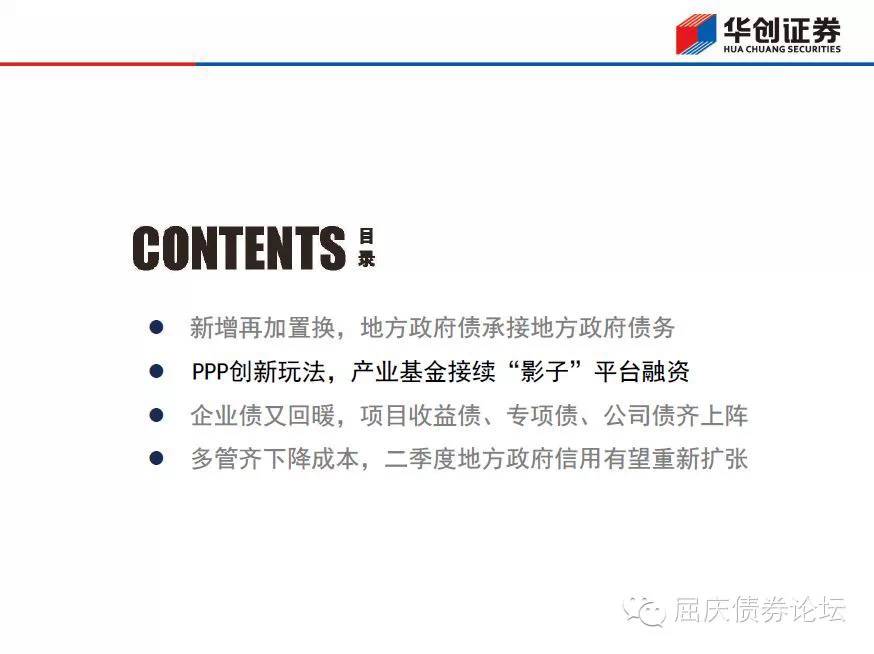 华创证券
HUA CHUANG SECURITIES
CONTENTS 目录
新增再加置换，地方政府债承接地方政府债务
PPP创新玩法，产业基金接续“影子”平台融资
企业债又回暖，项目收益债、专项债、公司债齐上阵
多管齐下降成本，二季度地方政府信用有望重新扩张
屈庆债券论坛